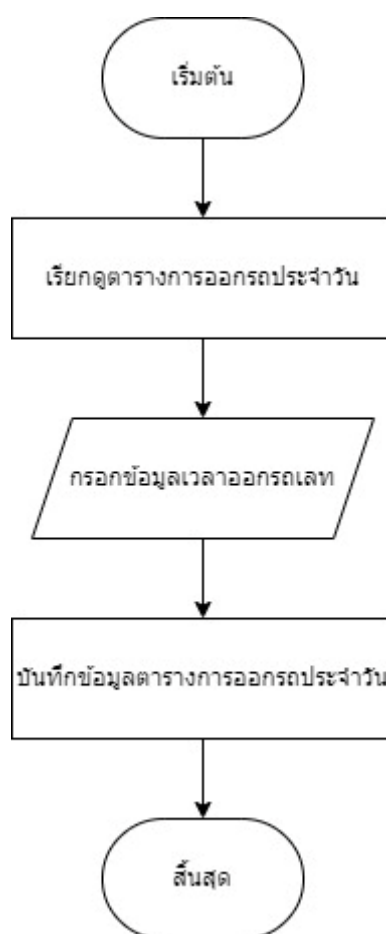 เริ่มต้น
เรียกดูตารางการออกรถประจำวัน
กรอกข้อมูลเวลาออกรถเลท
บันทึกข้อมูลตารางการออกรถประจำวัน
สิ้นสุด